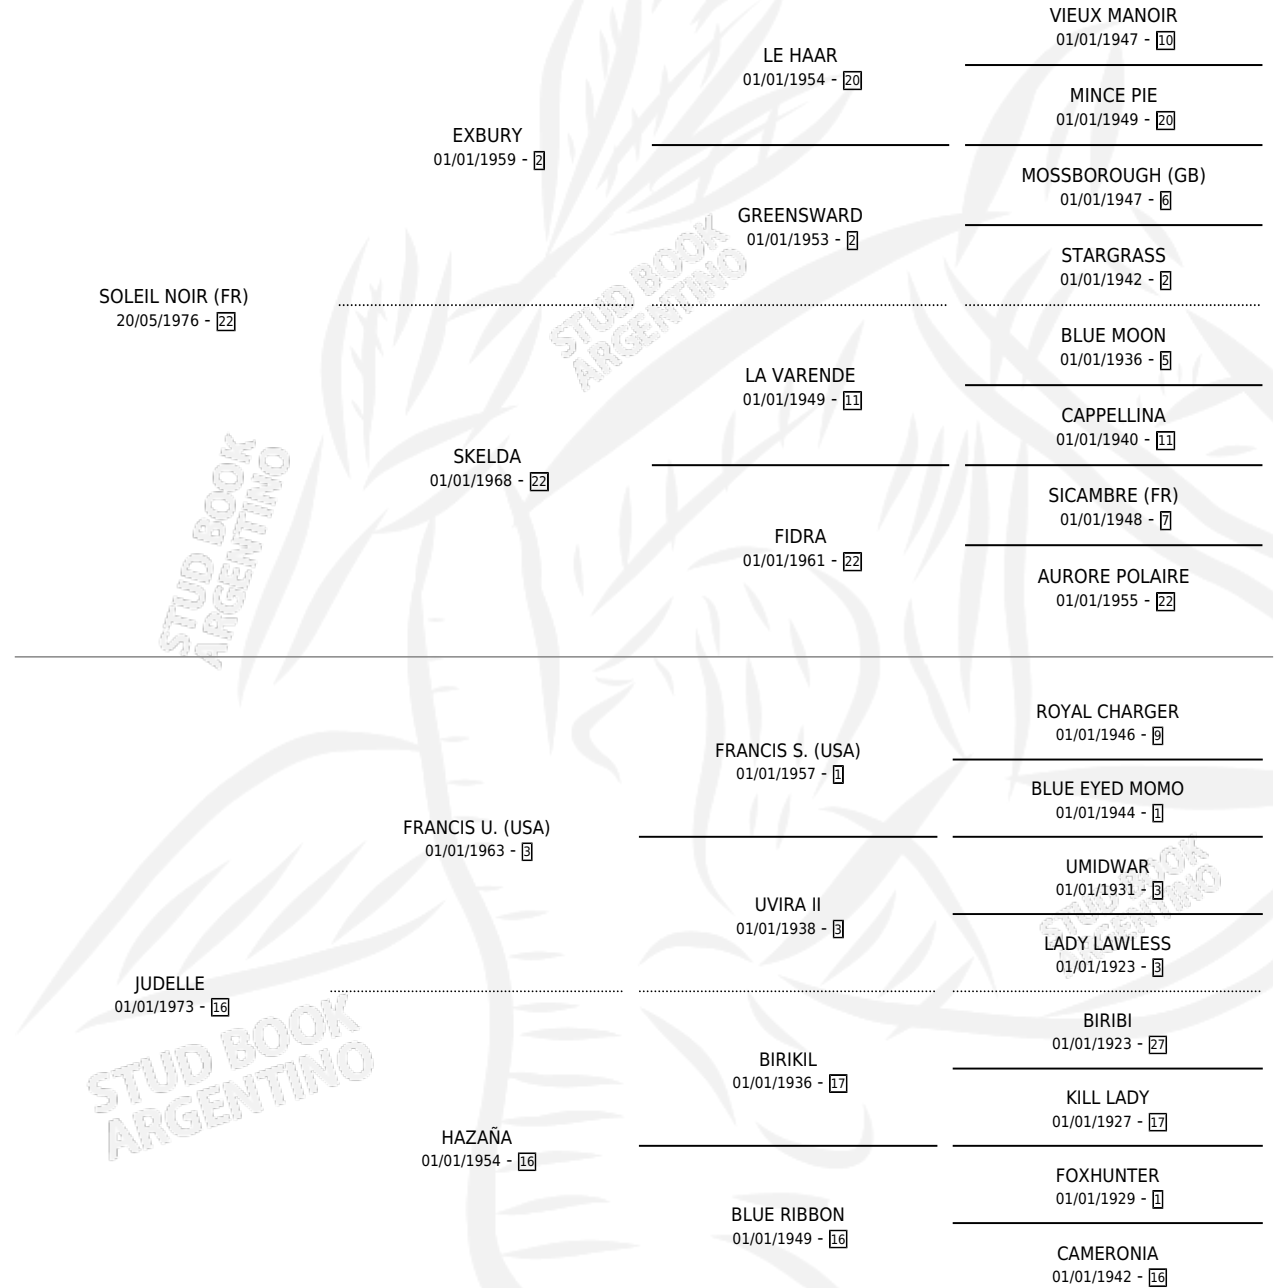 VIEUX MANOIR
01/01/1947 - 10
LE HAAR
01/01/1954 - 20
MINCE PIE
01/01/1949 - 20
EXBURY
01/01/1959 - 2
MOSSBOROUGH (GB)
01/01/1947 - 6
GREENSWARD
01/01/1953 - 2
STARGRASS
01/01/1942 - 2
SOLEIL NOIR (FR)
20/05/1976 - 22
BLUE MOON
01/01/1936 - 5
LA VARENDE
01/01/1949 - 11
CAPPELLINA
01/01/1940 - 11
SKELDA
01/01/1968 - 22
SICAMBRE (FR)
01/01/1948 - 7
FIDRA
01/01/1961 - 22
AURORE POLAIRE
01/01/1955 - 22
STUD BOOK
ARGENTINO
STUD BOOK
ARGENTINO
ROYAL CHARGER
01/01/1946 - 9
FRANCIS S. (USA)
01/01/1957 - 1
BLUE EYED MOMO
01/01/1944 - 1
FRANCIS U. (USA)
01/01/1963 - 3
UMIDWAR
01/01/1931 - 3
UVIRA II
01/01/1938 - 3
LADY LAWLESS
01/01/1923 - 3
STUD BOOK
ARGENTINO
JUDELLE
01/01/1973 - 16
BIRIBI
01/01/1923 - 27
BIRIKIL
01/01/1936 - 17
KILL LADY
01/01/1927 - 17
STUD BOOK
ARGENTINO
HAZAÑA
01/01/1954 - 16
FOXHUNTER
01/01/1929 - 1
BLUE RIBBON
01/01/1949 - 16
CAMERONIA
01/01/1942 - 16